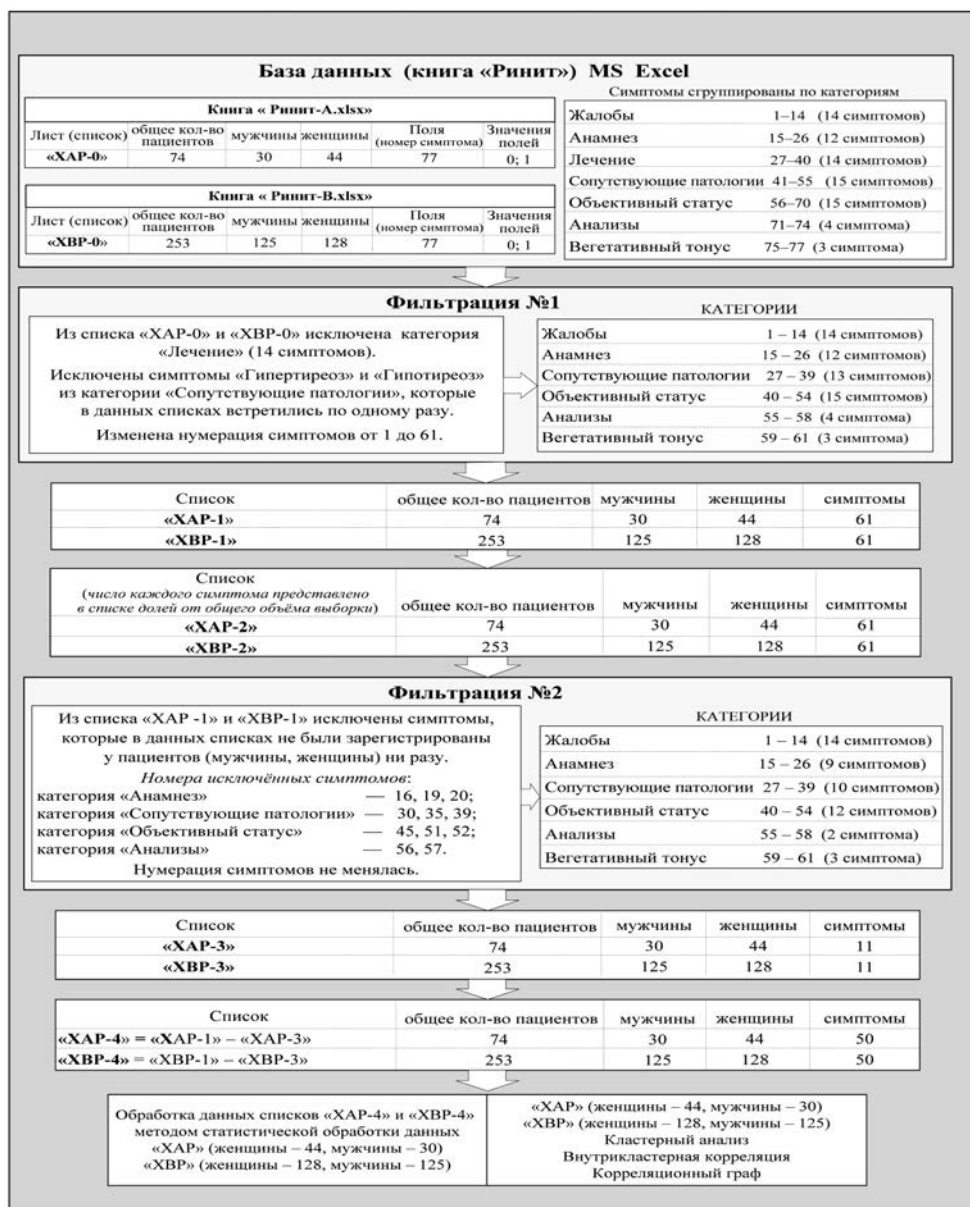 База данных (книга «Ринит») MS Excel
Книга « Ринит-A.xlsx»
Лист (список) общее кол-во пациентов мужчины женщины Поля (номер симптома) Значения полей
«ХАР-0» 74 30 44 77 0; 1
Книга « Ринит-B.xlsx»
Лист (список) общее кол-во пациентов мужчины женщины Поля (номер симптома) Значения полей
«ХВР-0» 253 125 128 77 0; 1
Симптомы сгруппированы по категориям
Жалобы 1–14 (14 симптомов)
Анамнез 15–26 (12 симптомов)
Лечение 27–40 (14 симптомов)
Сопутствующие патологии 41–55 (15 симптомов)
Объективный статус 56–70 (15 симптомов)
Анализы 71–74 (4 симптома)
Вегетативный тонус 75–77 (3 симптома)
Фильтрация №1
Из списка «ХАР-0» и «ХВР-0» исключена категория
«Лечение» (14 симптомов).
Исключены симптомы «Гипертиреоз» и «Гипотиреоз»
из категории «Сопутствующие патологии», которые
в данных списках встретились по одному разу.
Изменена нумерация симптомов от 1 до 61.
КАТЕГОРИИ
Жалобы 1 – 14 (14 симптомов)
Анамнез 15 – 26 (12 симптомов)
Сопутствующие патологии 27 – 39 (13 симптомов)
Объективный статус 40 – 54 (15 симптомов)
Анализы 55 – 58 (4 симптома)
Вегетативный тонус 59 – 61 (3 симптома)
Список общее кол-во пациентов мужчины женщины симптомы
«ХАР-1» 74 30 44 61
«ХВР-1» 253 125 128 61
Список
(число каждого симптома представлено
в списке долей от общего объёма выборки) общее кол-во пациентов мужчины женщины симптомы
«ХАР-2» 74 30 44 61
«ХВР-2» 253 125 128 61
Фильтрация №2
Из списка «ХАР -1» и «ХВР-1» исключены симптомы,
которые в данных списках не были зарегистрированы
у пациентов (мужчины, женщины) ни разу.
Номера исключённых симптомов:
категория «Анамнез» — 16, 19, 20;
категория «Сопутствующие патологии» — 30, 35, 39;
категория «Объективный статус» — 45, 51, 52;
категория «Анализы» — 56, 57.
Нумерация симптомов не менялась.
КАТЕГОРИИ
Жалобы 1 – 14 (14 симптомов)
Анамнез 15 – 26 (9 симптомов)
Сопутствующие патологии 27 – 39 (10 симптомов)
Объективный статус 40 – 54 (12 симптомов)
Анализы 55 – 58 (2 симптома)
Вегетативный тонус 59 – 61 (3 симптома)
Список общее кол-во пациентов мужчины женщины симптомы
«ХАР-3» 74 30 44 11
«ХВР-3» 253 125 128 11
Список общее кол-во пациентов мужчины женщины симптомы
«ХАР-4» = «ХАР-1» – «ХАР-3» 74 30 44 50
«ХВР-4» = «ХВР-1» – «ХВР-3» 253 125 128 50
Обработка данных списков «ХАР-4» и «ХВР-4»
методом статистической обработки данных
«ХАР» (женщины – 44, мужчины – 30)
«ХВР» (женщины – 128, мужчины – 125)
«ХАР» (женщины – 44, мужчины – 30)
«ХВР» (женщины – 128, мужчины – 125)
Кластерный анализ
Внутрикластерная корреляция
Корреляционный граф